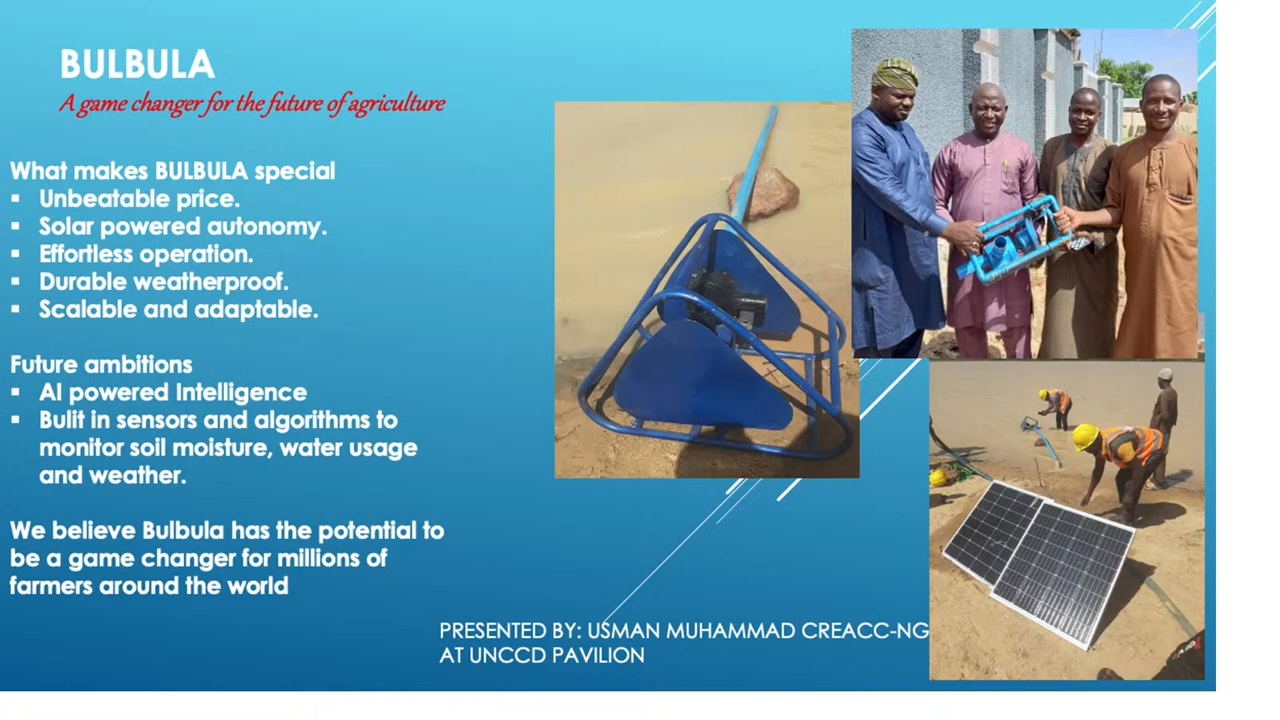 BULBULA
A game changer for the future of agriculture
What makes BULBULA special
▪ Unbeatable price.
▪ Solar powered autonomy.
▪ Effortless operation.
▪ Durable weatherproof.
▪ Scalable and adaptable.
Future ambitions
▪ AI powered Intelligence
▪ Bulit in sensors and algorithms to
monitor soil moisture, water usage
and weather.
We believe Bulbula has the potential to
be a game changer for millions of
farmers around the world
PRESENTED BY: USMAN MUHAMMAD CREACC-NG
AT UNCCD PAVILION